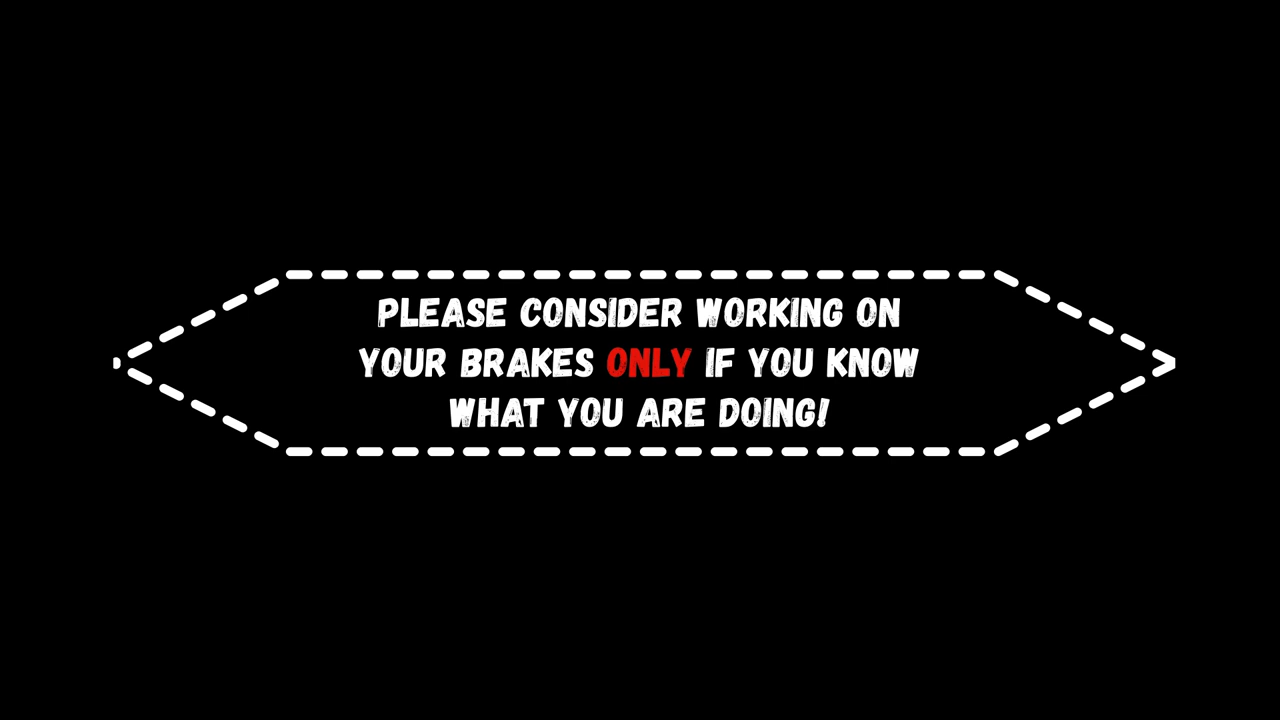 PLEASE CONSIDER WORKING ON
YOUR BRAKES ONLY IF YOU KNOW
WHAT YOU ARE DOING!